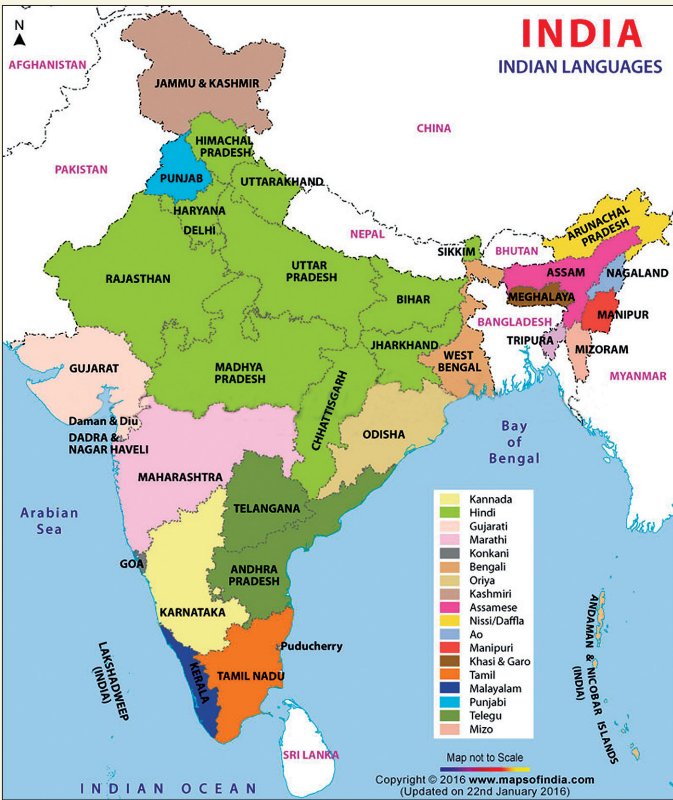 N
INDIA
INDIAN LANGUAGES
AFGHANISTAN
JAMMU & KASHMIR
CHINA
PAKISTAN
HIMACHAL
PRADESH
PUNJAB
UTTARAKHAND
HARYANA
DELHI
NEPAL
SIKKIM
BHUTAN
ARUNACHAL
PRADESH
RAJASTHAN
UTTAR
PRADESH
BIHAR
ASSAM
NAGALAND
MEGHALAYA
MANIPUR
BANGLADESH
TRIPURA
MIZORAM
MYANMAR
GUJARAT
MADHYA
PRADESH
JHARKHAND
WEST
BENGAL
CHHATTISGARH
Daman & Diu
DADRA &
NAGAR HAVELI
ODISHA
Bay
of
Bengal
MAHARASHTRA
Arabian
Sea
TELANGANA
GOA
ANDHRA
PRADESH
KARNATAKA
Puducherry
LAKSHADWEEP
(INDIA)
KERALA
TAMIL NADU
SRI LANKA
INDIAN OCEAN
ANDAMAN & NICOBAR ISLANDS
(INDIA)
Kannada
Hindi
Gujarati
Marathi
Konkani
Bengali
Oriya
Kashmiri
Assamese
Nissi/Daffla
Ao
Manipuri
Khasi & Garo
Tamil
Malayalam
Punjabi
Telegu
Mizo
Map not to Scale
Copyright © 2016 www.mapsofindia.com
(Updated on 22nd January 2016)